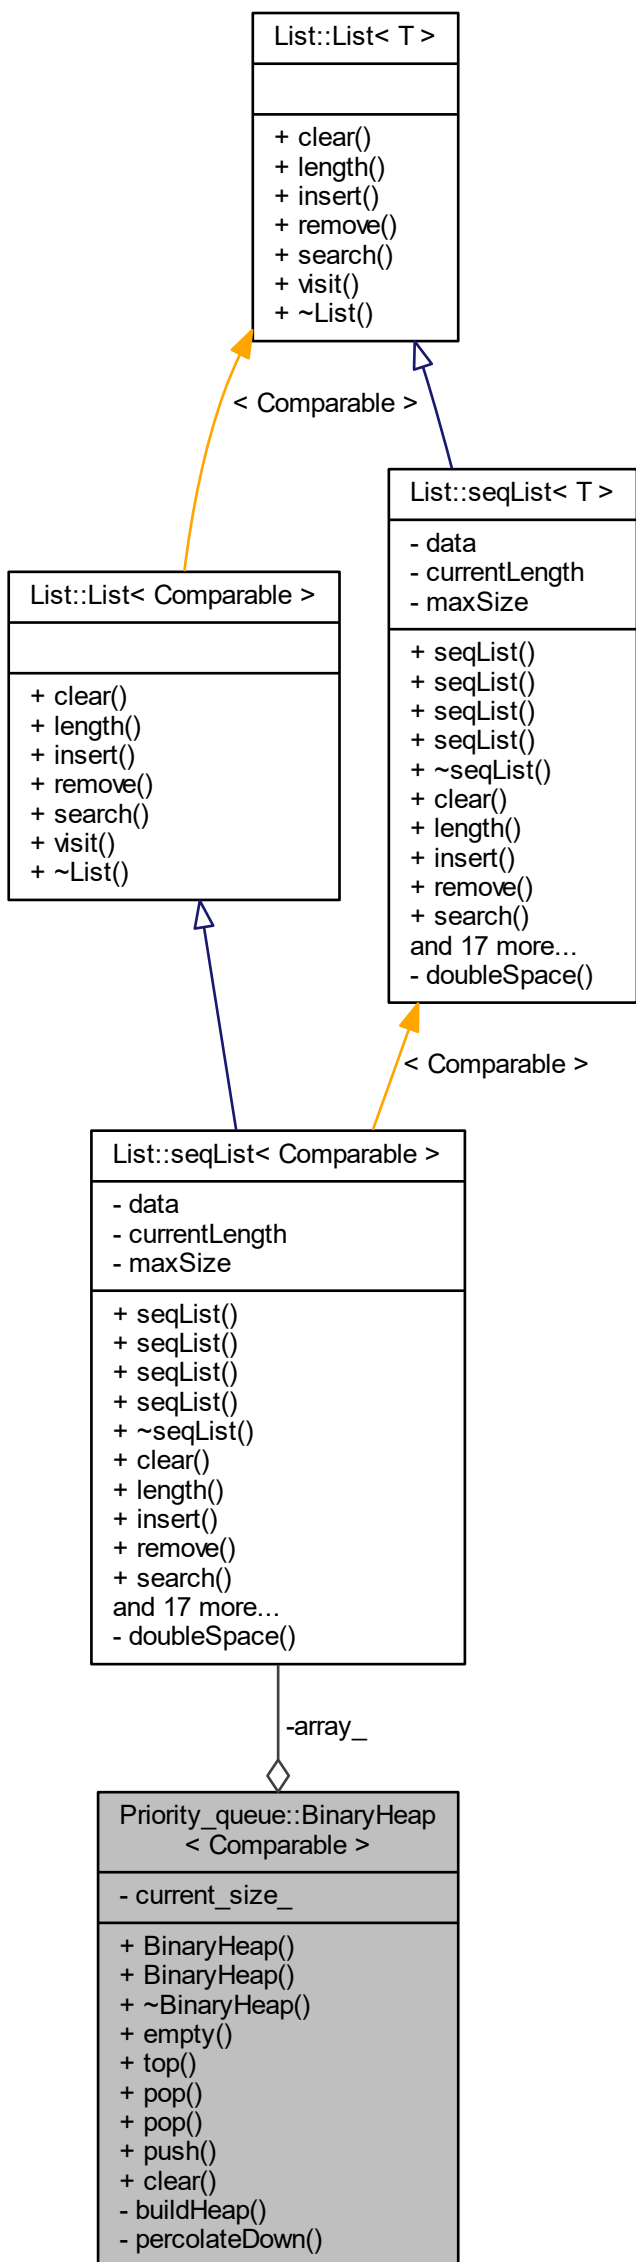 List::List< T >
+ clear()
+ length()
+ insert()
+ remove()
+ search()
+ visit()
+ ~List()
< Comparable >
List::seqList< T >
- data
- currentLength
- maxSize
+ seqList()
+ seqList()
+ seqList()
+ seqList()
+ ~seqList()
+ clear()
+ length()
+ insert()
+ remove()
+ search()
and 17 more...
- doubleSpace()
List::List< Comparable >
+ clear()
+ length()
+ insert()
+ remove()
+ search()
+ visit()
+ ~List()
< Comparable >
List::seqList< Comparable >
- data
- currentLength
- maxSize
+ seqList()
+ seqList()
+ seqList()
+ seqList()
+ ~seqList()
+ clear()
+ length()
+ insert()
+ remove()
+ search()
and 17 more...
- doubleSpace()
-array_
Priority_queue::BinaryHeap
< Comparable >
- current_size_
+ BinaryHeap()
+ BinaryHeap()
+ ~BinaryHeap()
+ empty()
+ top()
+ pop()
+ pop()
+ push()
+ clear()
- buildHeap()
- percolateDown()